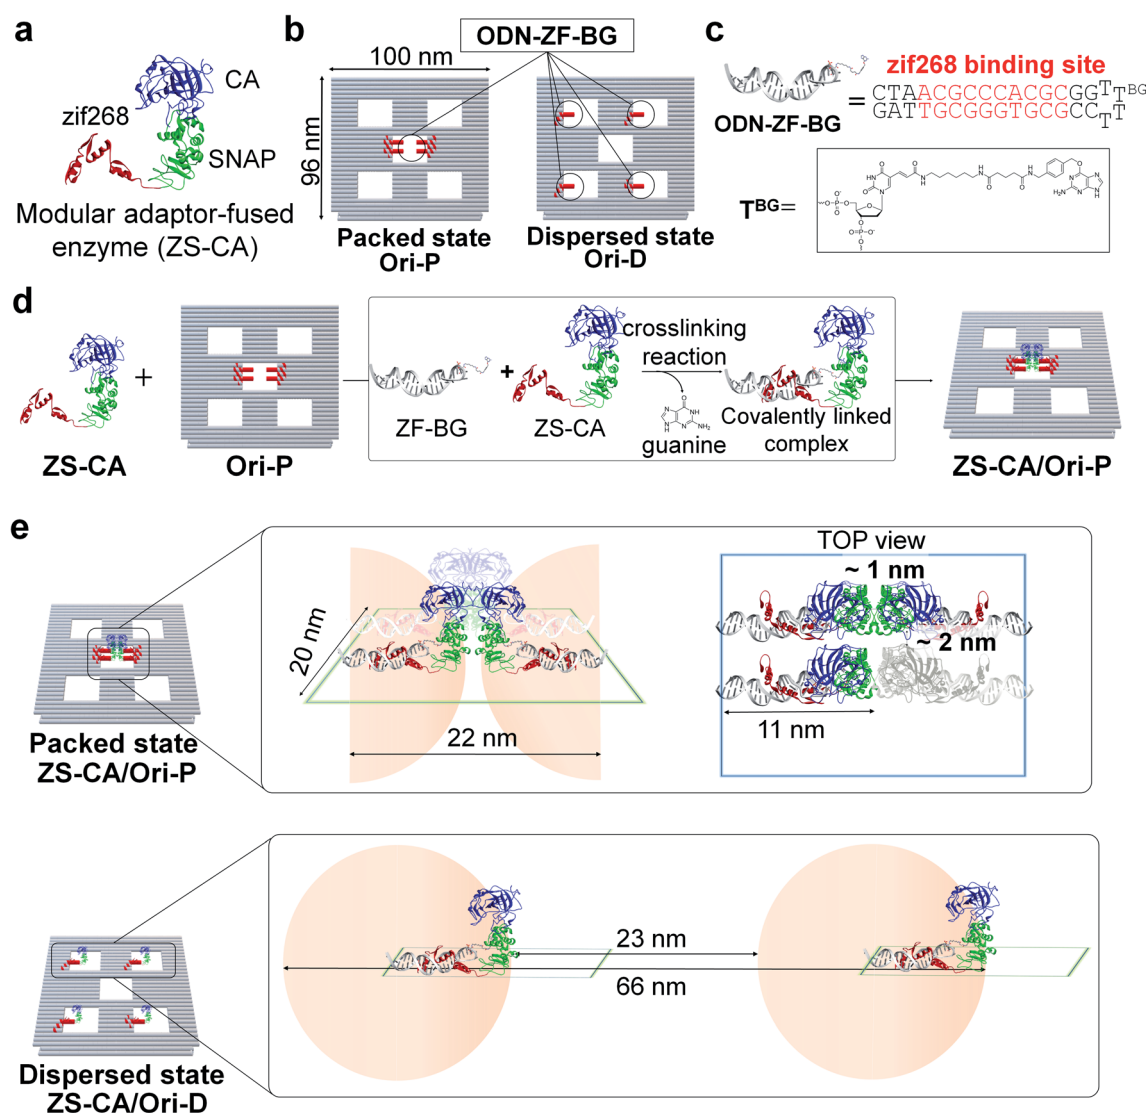 a
CA
zif268
SNAP
Modular adaptor-fused
enzyme (ZS-CA)
b
ODN-ZF-BG
100 nm
96 nm
Packed state
Ori-P
Dispersed state
Ori-D
c
zif268 binding site
ODN-ZF-BG
=
CTAACGCCCACGCGGT
GATTGCGGGTGCGCCT
T
TBG
T
TBG=
d
ZS-CA
+
Ori-P
ZF-BG
+
ZS-CA
crosslinking
reaction
guanine
Covalently linked
complex
ZS-CA/Ori-P
e
Packed state
ZS-CA/Ori-P
20 nm
22 nm
TOP view
~ 1 nm
~ 2 nm
11 nm
Dispersed state
ZS-CA/Ori-D
23 nm
66 nm